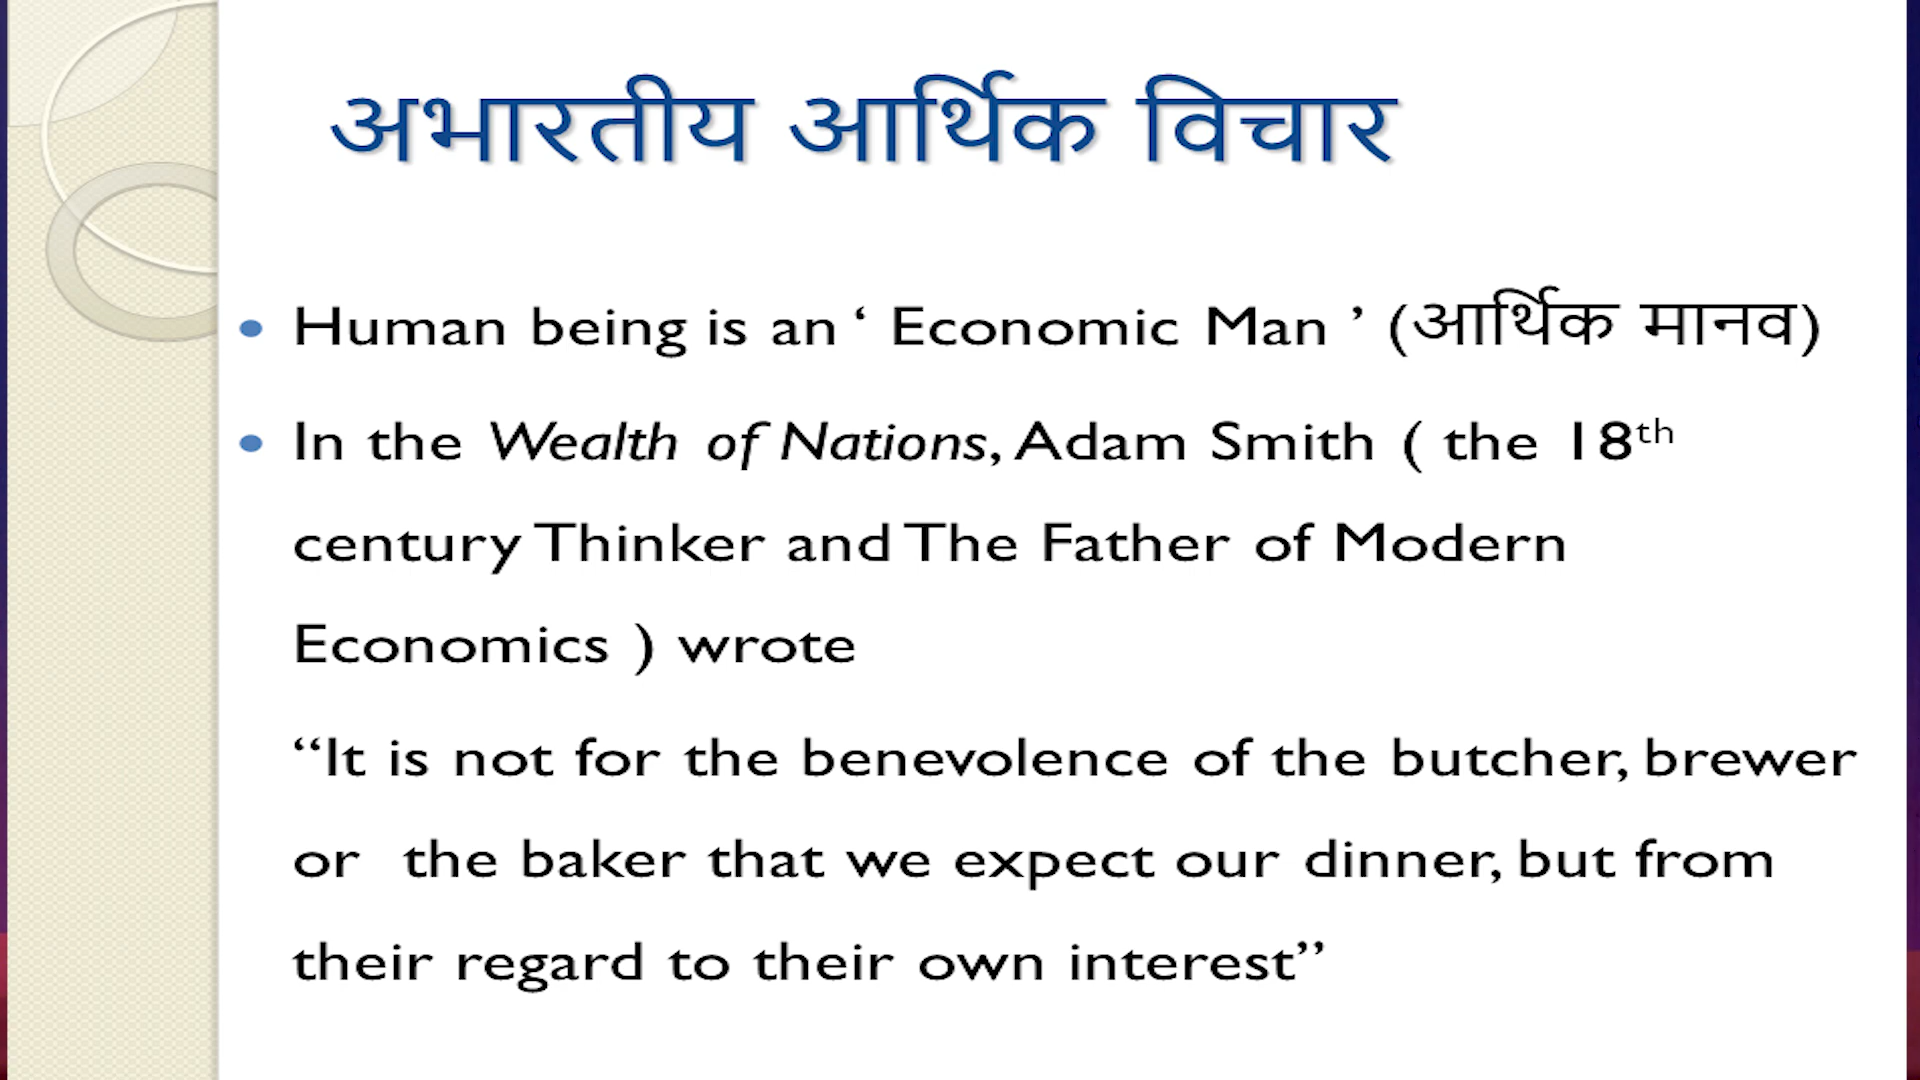 अभारतीय आर्थिक विचार
• Human being is an ‘ Economic Man ’ (आर्थिक मानव)
• In the Wealth of Nations, Adam Smith ( the 18th
century Thinker and The Father of Modern
Economics ) wrote
“It is not for the benevolence of the butcher, brewer
or the baker that we expect our dinner, but from
their regard to their own interest”